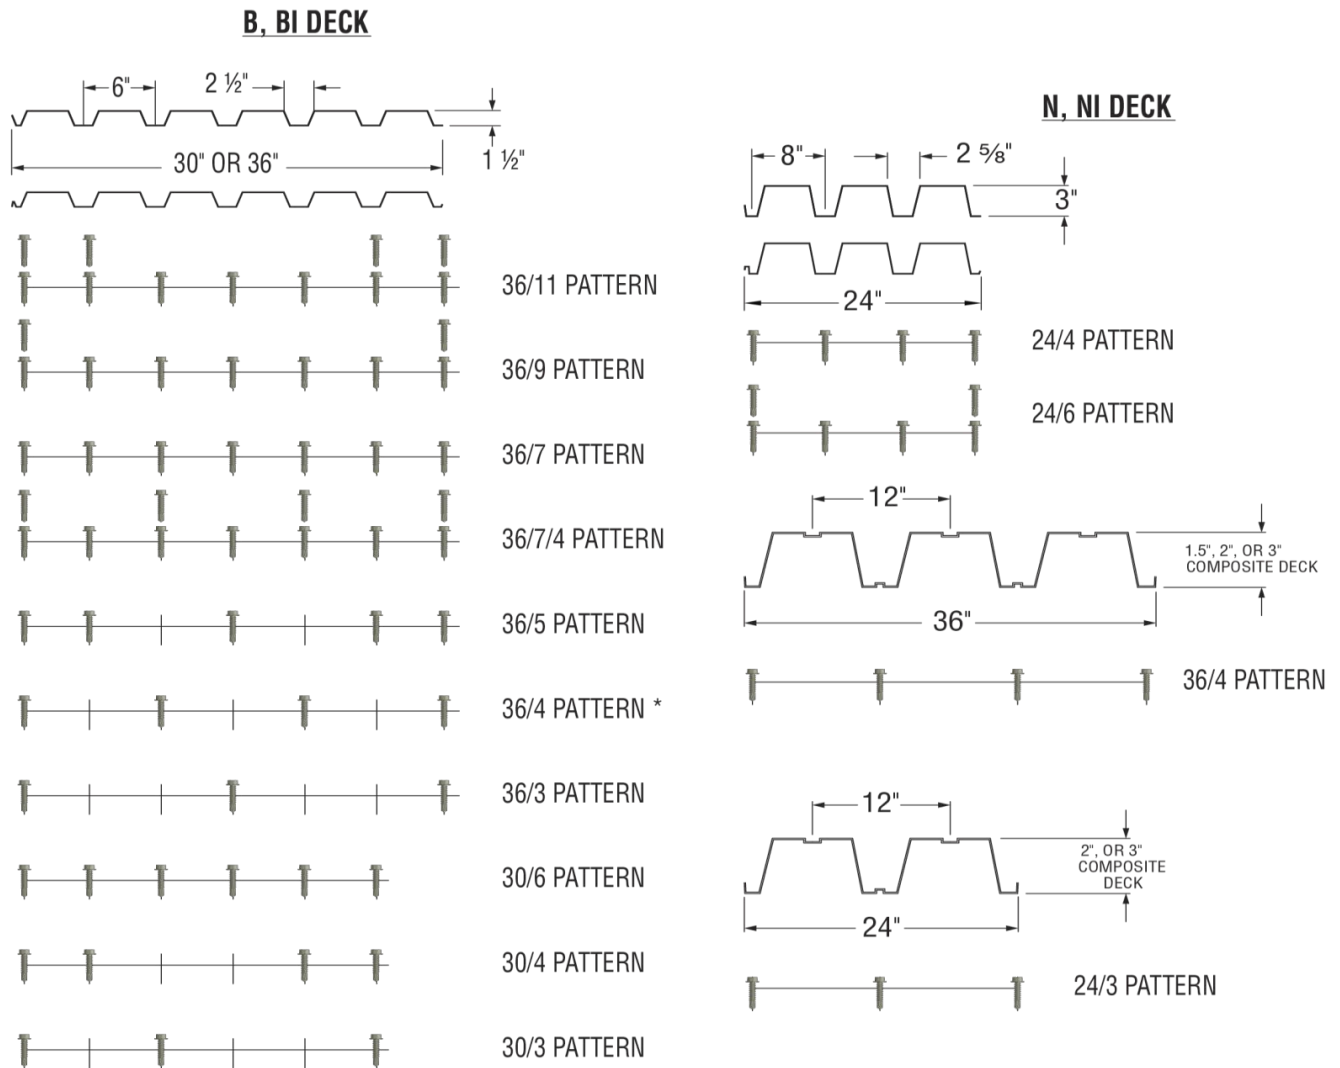 B, BI DECK
6"
2 ½"
30" OR 36"
1 ½"
36/11 PATTERN
36/9 PATTERN
36/7 PATTERN
36/7/4 PATTERN
36/5 PATTERN
36/4 PATTERN *
36/3 PATTERN
30/6 PATTERN
30/4 PATTERN
30/3 PATTERN
N, NI DECK
8"
2 ⅝"
3"
24"
24/4 PATTERN
24/6 PATTERN
12"
1.5", 2", OR 3"
COMPOSITE DECK
36"
36/4 PATTERN
12"
2", OR 3"
COMPOSITE
DECK
24"
24/3 PATTERN